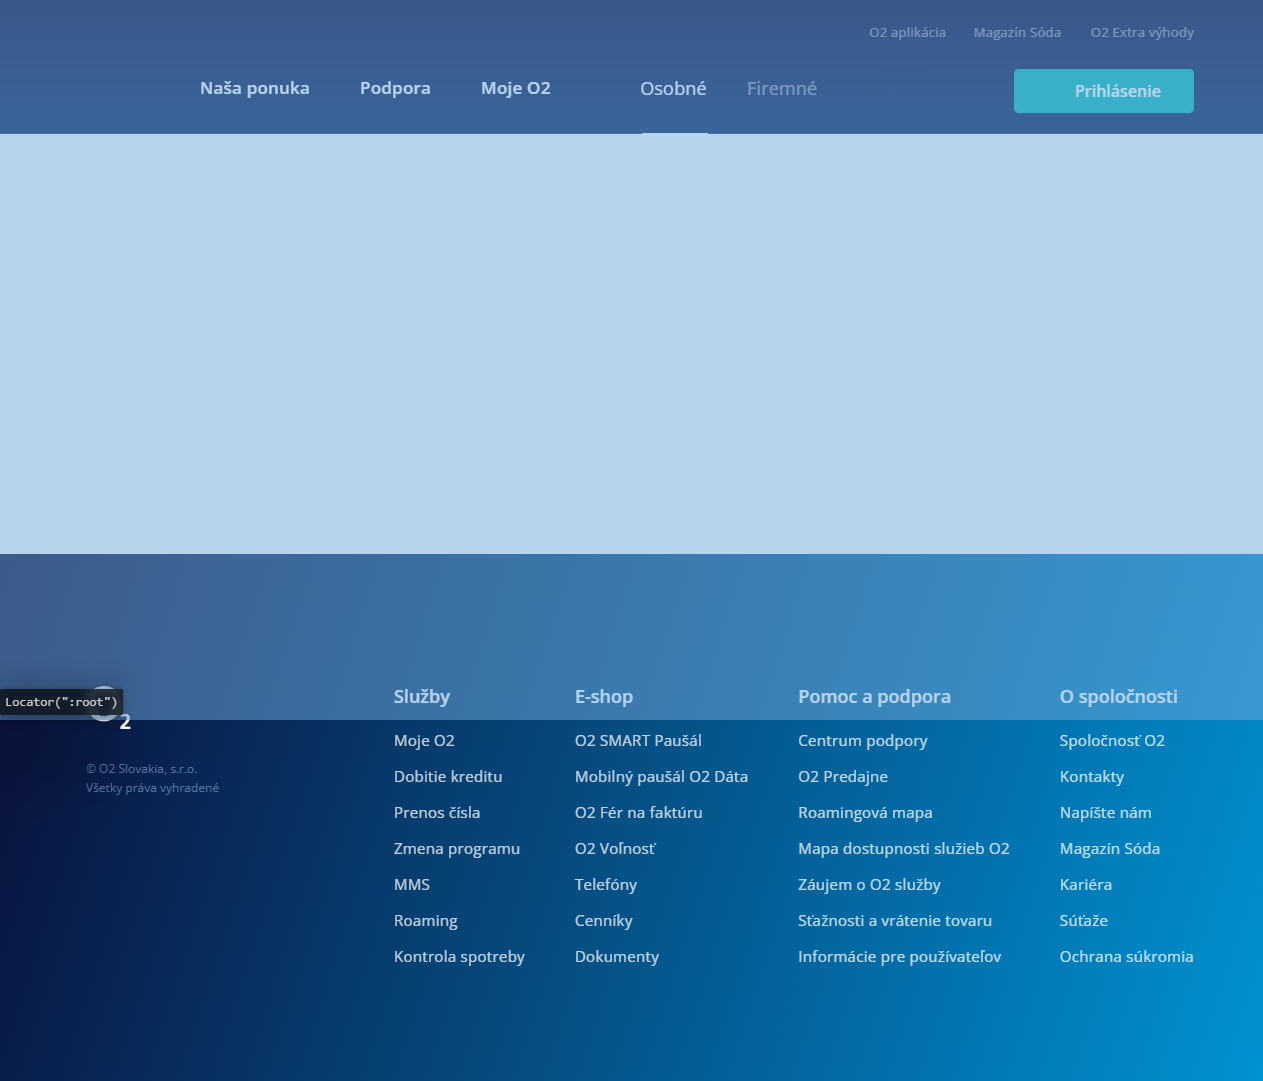 O2 aplikácia Magazín Sóda O2 Extra výhody
Naša ponuka Podpora Moje O2 Osobné Firemné Prihlásenie
Locator(":root")
2
© O2 Slovakia, s.r.o.
Všetky práva vyhradené
Služby
Moje O2
Dobitie kreditu
Prenos čísla
Zmena programu
MMS
Roaming
Kontrola spotreby
E-shop
O2 SMART Paušál
Mobilný paušál O2 Dáta
O2 Fér na faktúru
O2 Voľnosť
Telefóny
Cenníky
Dokumenty
Pomoc a podpora
Centrum podpory
O2 Predajne
Roamingová mapa
Mapa dostupnosti služieb O2
Záujem o O2 služby
Sťažnosti a vrátenie tovaru
Informácie pre používateľov
O spoločnosti
Spoločnosť O2
Kontakty
Napíšte nám
Magazín Sóda
Kariéra
Súťaže
Ochrana súkromia